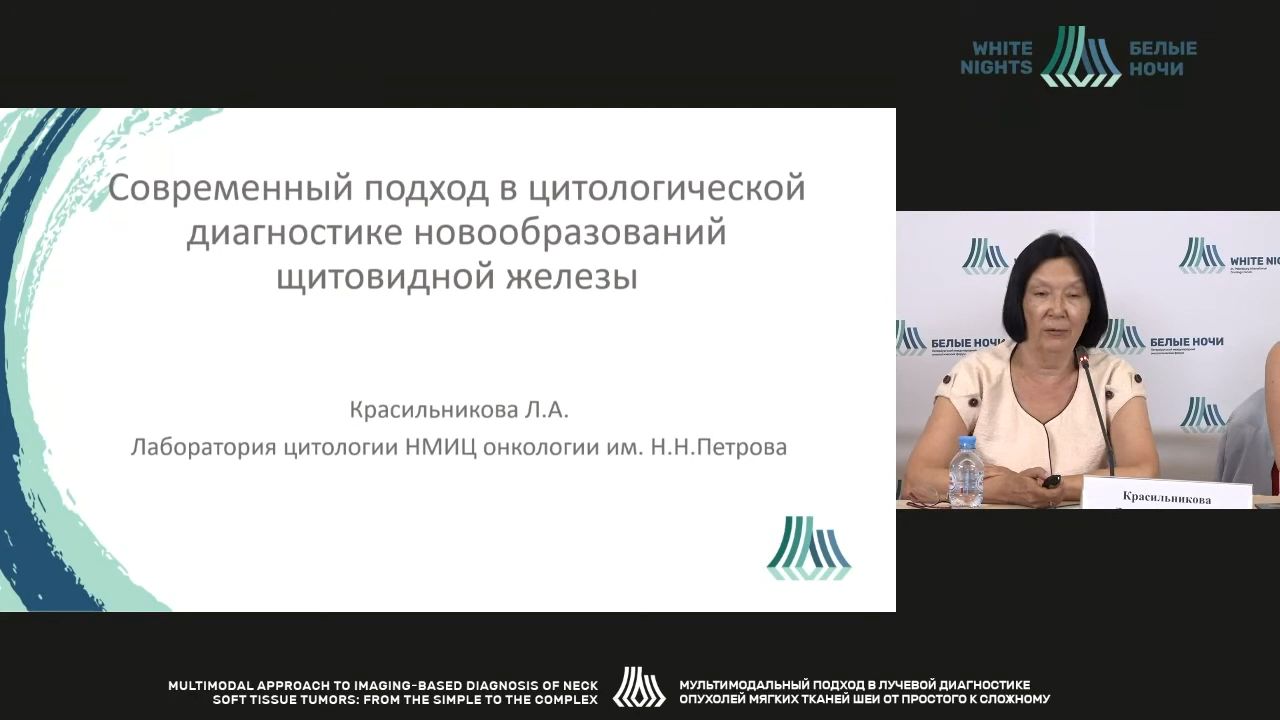 WHITE
NIGHTS
БЕЛЫЕ
НОЧИ
Современный подход в цитологической
диагностике новообразований
щитовидной железы
Красильникова Л.А.
Лаборатория цитологии НМИЦ онкологии им. Н.Н.Петрова
WHITE NIG
БЕЛЫЕ НОЧИ
БЕЛЫЕ НОЧИ
Красильникова
MULTIMODAL APPROACH TO IMAGING-BASED DIAGNOSIS OF NECK
SOFT TISSUE TUMORS: FROM THE SIMPLE TO THE COMPLEX
МУЛЬТИМОДАЛЬНЫЙ ПОДХОД В ЛУЧЕВОЙ ДИАГНОСТИКЕ
ОПУХОЛЕЙ МЯГКИХ ТКАНЕЙ ШЕИ ОТ ПРОСТОГО К СЛОЖНОМУ